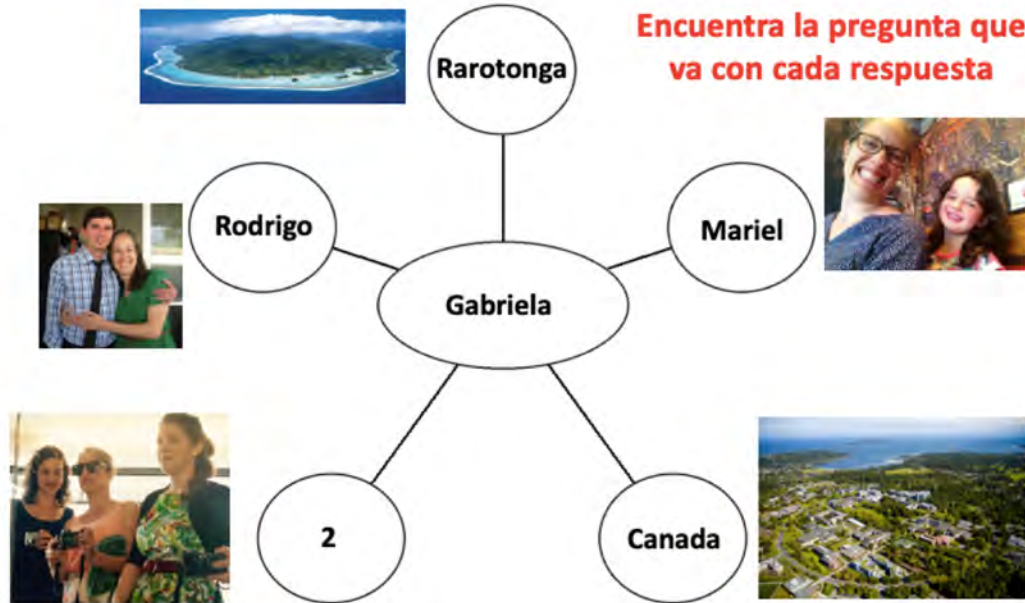 Encuentra la pregunta que
va con cada respuesta
Rarotonga
Rodrigo
Mariel
Gabriela
2
Canada